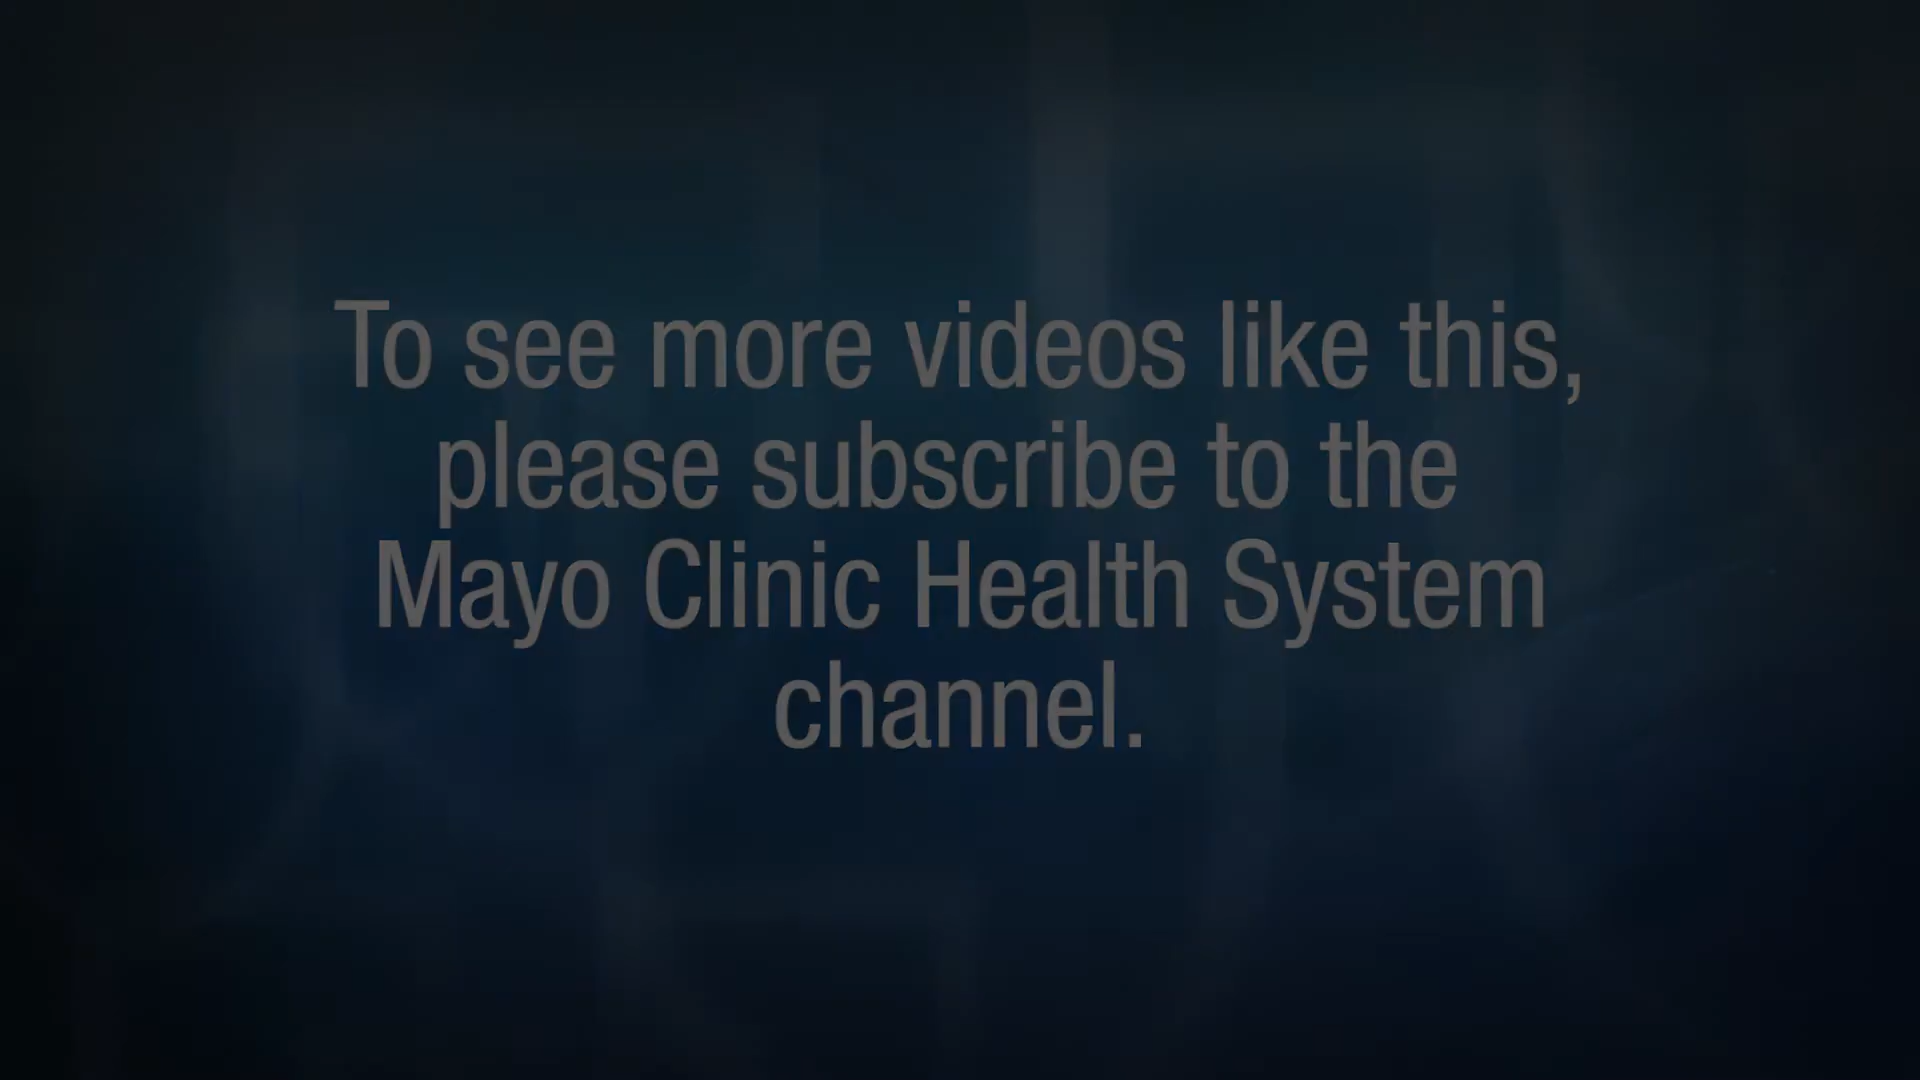 To see more videos like this,
please subscribe to the
Mayo Clinic Health System
channel.